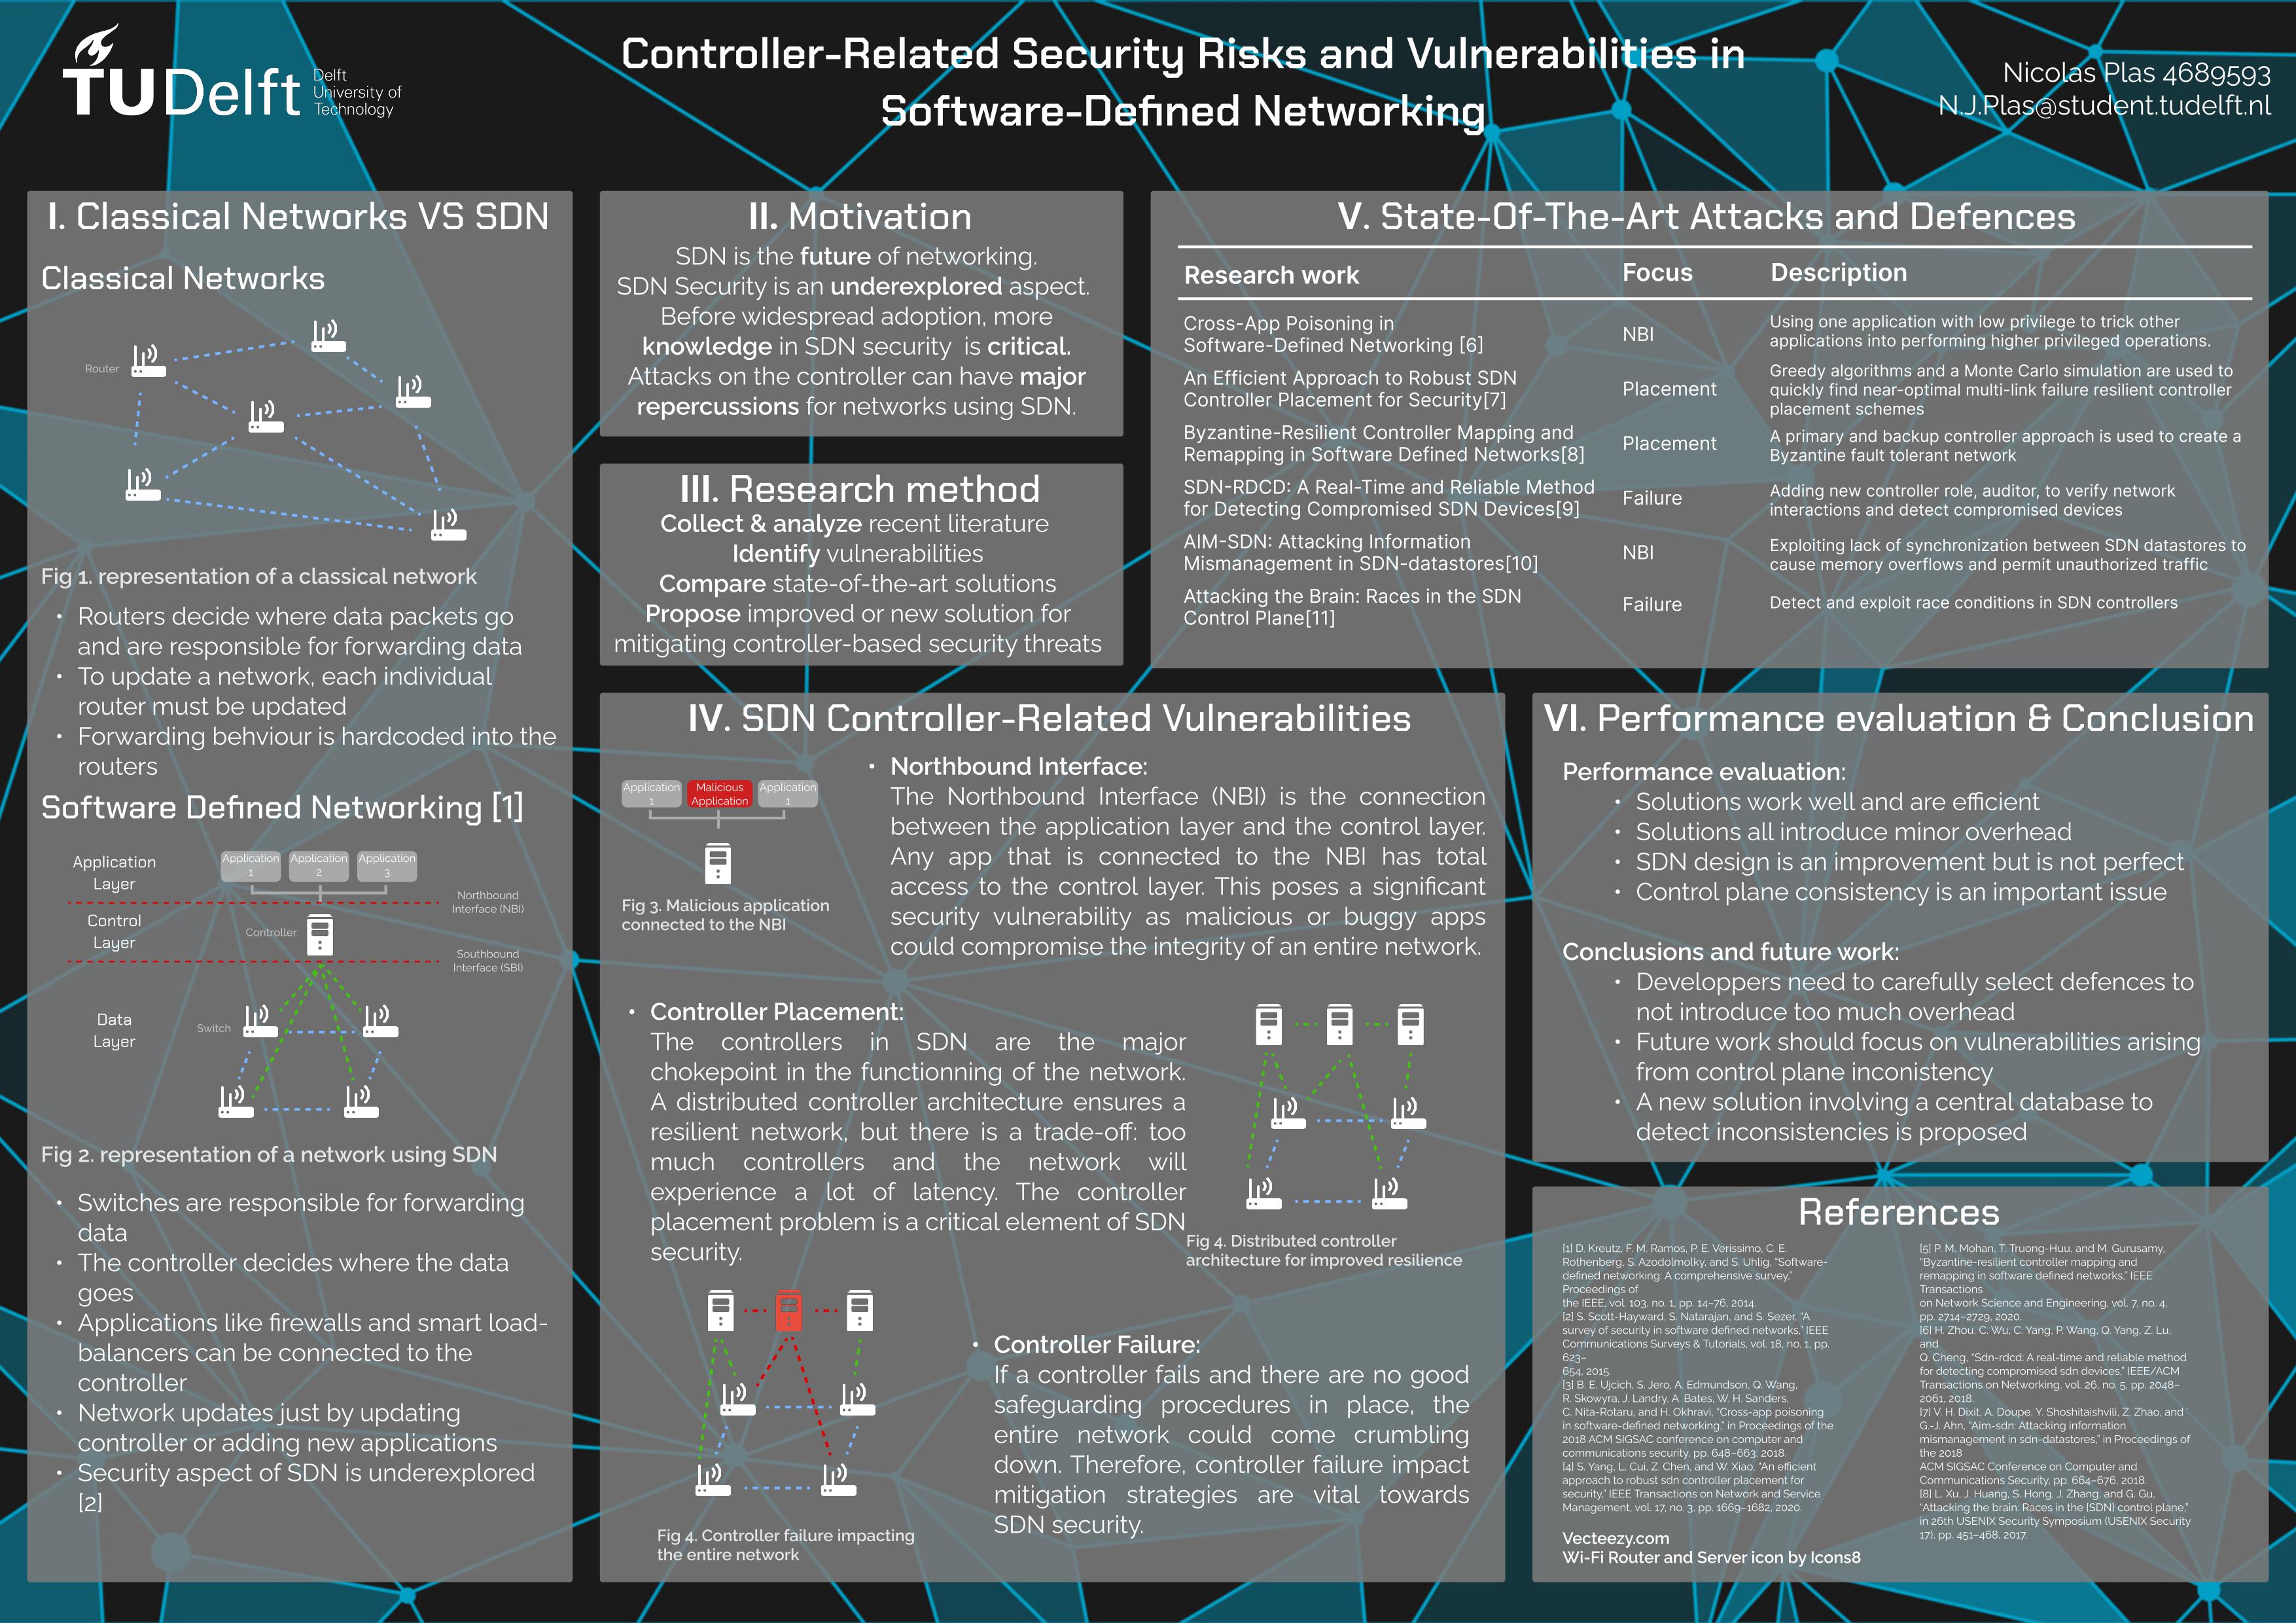 TUDelft
Delft
University of
Technology
Controller-Related Security Risks and Vulnerabilities in
Software-Defined Networking
Nicolas Plas 4689593
N.J.Plas@student.tudelft.nl
I. Classical Networks VS SDN
Classical Networks
Router
Fig 1. representation of a classical network
• Routers decide where data packets go
and are responsible for forwarding data
• To update a network, each individual
router must be updated
• Forwarding behviour is hardcoded into the
routers
Software Defined Networking [1]
Application
Layer
Application
1
Application
2
Application
3
Northbound
Interface (NBI)
Control
Layer
Controller
Southbound
Interface (SBI)
Data
Layer
Switch
Fig 2. representation of a network using SDN
• Switches are responsible for forwarding
data
• The controller decides where the data
goes
• Applications like firewalls and smart load-
balancers can be connected to the
controller
• Network updates just by updating
controller or adding new applications
• Security aspect of SDN is underexplored
[2]
II. Motivation
SDN is the future of networking.
SDN Security is an underexplored aspect.
Before widespread adoption, more
knowledge in SDN security is critical.
Attacks on the controller can have major
repercussions for networks using SDN.
III. Research method
Collect & analyze recent literature
Identify vulnerabilities
Compare state-of-the-art solutions
Propose improved or new solution for
mitigating controller-based security threats
IV. SDN Controller-Related Vulnerabilities
Application
1
Malicious
Application
Application
1
Fig 3. Malicious application
connected to the NBI
• Northbound Interface:
The Northbound Interface (NBI) is the connection
between the application layer and the control layer.
Any app that is connected to the NBI has total
access to the control layer. This poses a significant
security vulnerability as malicious or buggy apps
could compromise the integrity of an entire network.
• Controller Placement:
The controllers in SDN are the major
chokepoint in the functionning of the network.
A distributed controller architecture ensures a
resilient network, but there is a trade-off: too
much controllers and the network will
experience a lot of latency. The controller
placement problem is a critical element of SDN
security.
Fig 4. Distributed controller
architecture for improved resilience
Fig 4. Controller failure impacting
the entire network
• Controller Failure:
If a controller fails and there are no good
safeguarding procedures in place, the
entire network could come crumbling
down. Therefore, controller failure impact
mitigation strategies are vital towards
SDN security.
V. State-Of-The-Art Attacks and Defences
Research work Focus Description
Cross-App Poisoning in
Software-Defined Networking [6]
NBI
Using one application with low privilege to trick other
applications into performing higher privileged operations.
An Efficient Approach to Robust SDN
Controller Placement for Security[7]
Placement
Greedy algorithms and a Monte Carlo simulation are used to
quickly find near-optimal multi-link failure resilient controller
placement schemes
Byzantine-Resilient Controller Mapping and
Remapping in Software Defined Networks[8]
Placement
A primary and backup controller approach is used to create a
Byzantine fault tolerant network
SDN-RDCD: A Real-Time and Reliable Method
for Detecting Compromised SDN Devices[9]
Failure
Adding new controller role, auditor, to verify network
interactions and detect compromised devices
AIM-SDN: Attacking Information
Mismanagement in SDN-datastores[10]
NBI
Exploiting lack of synchronization between SDN datastores to
cause memory overflows and permit unauthorized traffic
Attacking the Brain: Races in the SDN
Control Plane[11]
Failure
Detect and exploit race conditions in SDN controllers
VI. Performance evaluation & Conclusion
Performance evaluation:
• Solutions work well and are efficient
• Solutions all introduce minor overhead
• SDN design is an improvement but is not perfect
• Control plane consistency is an important issue
Conclusions and future work:
• Developpers need to carefully select defences to
not introduce too much overhead
• Future work should focus on vulnerabilities arising
from control plane inconistency
• A new solution involving a central database to
detect inconsistencies is proposed
References
[1] D. Kreutz, F. M. Ramos, P. E. Verissimo, C. E.
Rothenberg, S. Azodolmolky, and S. Uhlig, "Software-
defined networking: A comprehensive survey,"
Proceedings of
the IEEE, vol. 103, no. 1, pp. 14–76, 2014.
[2] S. Scott-Hayward, S. Natarajan, and S. Sezer, "A
survey of security in software defined networks," IEEE
Communications Surveys & Tutorials, vol. 18, no. 1, pp.
623–
654, 2015.
[3] B. E. Ujcich, S. Jero, A. Edmundson, Q. Wang,
R. Skowyra, J. Landry, A. Bates, W. H. Sanders,
C. Nita-Rotaru, and H. Okhravi, "Cross-app poisoning
in software-defined networking," in Proceedings of the
2018 ACM SIGSAC conference on computer and
communications security, pp. 648–663, 2018.
[4] S. Yang, L. Cui, Z. Chen, and W. Xiao, "An efficient
approach to robust sdn controller placement for
security," IEEE Transactions on Network and Service
Management, vol. 17, no. 3, pp. 1669–1682, 2020.
[5] P. M. Mohan, T. Truong-Huu, and M. Gurusamy,
"Byzantine-resilient controller mapping and
remapping in software defined networks," IEEE
Transactions
on Network Science and Engineering, vol. 7, no. 4,
pp. 2714–2729, 2020.
[6] H. Zhou, C. Wu, C. Yang, P. Wang, Q. Yang, Z. Lu,
and
Q. Cheng, "Sdn-rdcd: A real-time and reliable method
for detecting compromised sdn devices," IEEE/ACM
Transactions on Networking, vol. 26, no. 5, pp. 2048–
2061, 2018.
[7] V. H. Dixit, A. Doupe, Y. Shoshitaishvili, Z. Zhao, and ´
G.-J. Ahn, "Aim-sdn: Attacking information
mismanagement in sdn-datastores," in Proceedings of
the 2018
ACM SIGSAC Conference on Computer and
Communications Security, pp. 664–676, 2018.
[8] L. Xu, J. Huang, S. Hong, J. Zhang, and G. Gu,
"Attacking the brain: Races in the {SDN} control plane,"
in 26th USENIX Security Symposium (USENIX Security
17), pp. 451–468, 2017.
Vecteezy.com
Wi-Fi Router and Server icon by Icons8